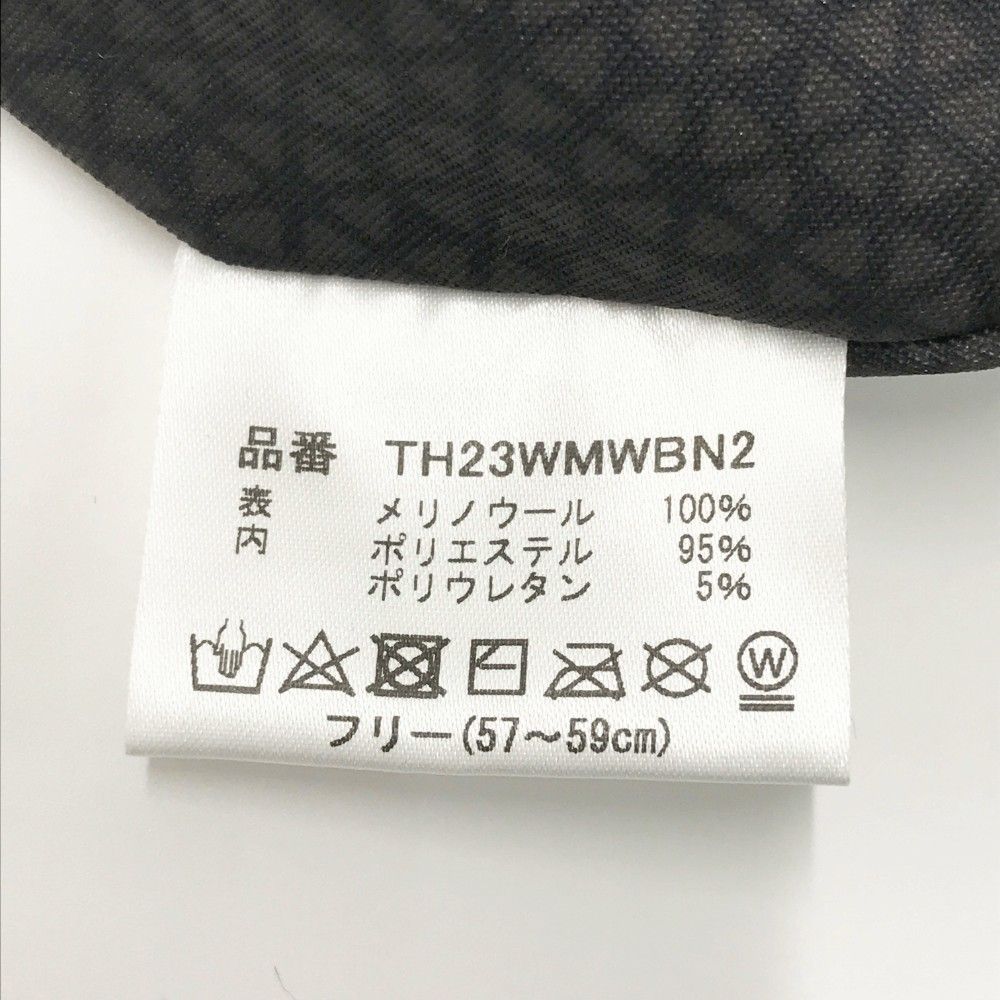 品番 TH23WMWBN2
表 メリノウール 100%
内 ポリエステル 95%
ポリウレタン 5%
W
フリー(57～59cm)